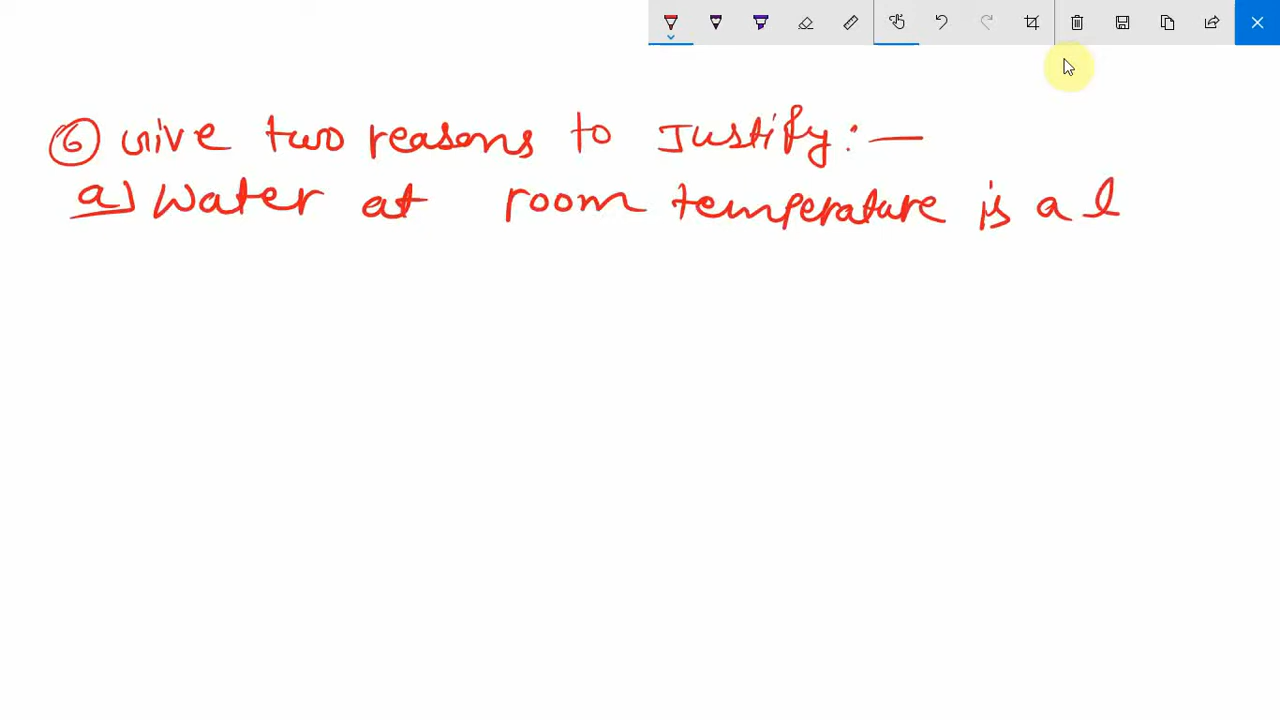 ⑥ Give two reasons to Justify:—
a) Water at room temperature is a l